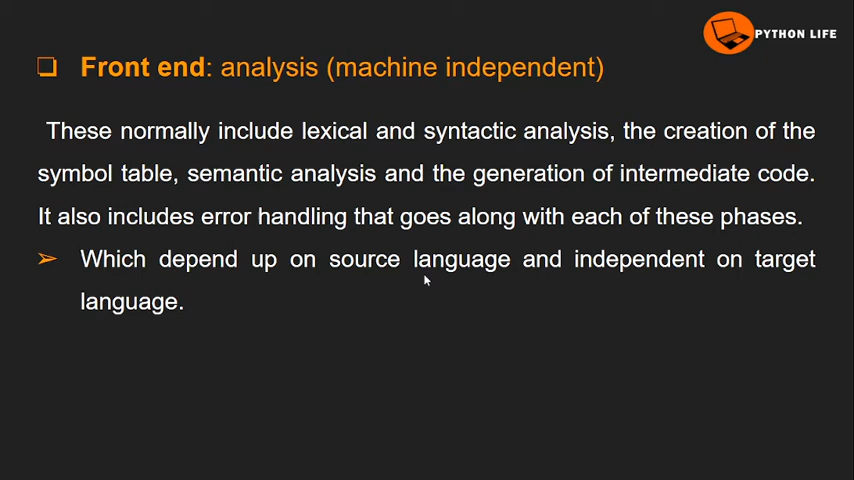 PYTHON LIFE
❑ Front end: analysis (machine independent)
These normally include lexical and syntactic analysis, the creation of the
symbol table, semantic analysis and the generation of intermediate code.
It also includes error handling that goes along with each of these phases.
➢ Which depend up on source language and independent on target
language.